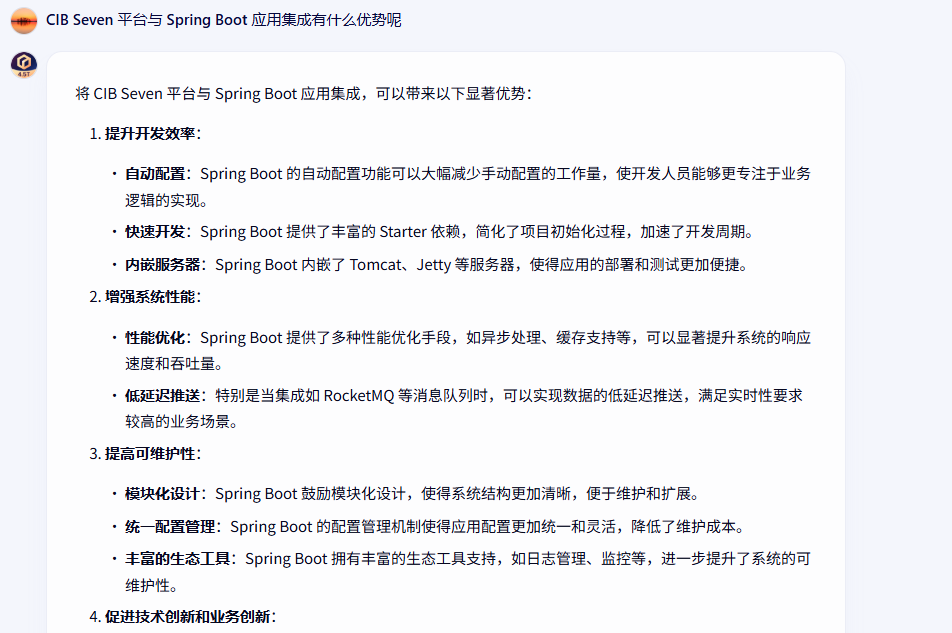 CIB Seven 平台与 Spring Boot 应用集成有什么优势呢
4.5T
将 CIB Seven 平台与 Spring Boot 应用集成，可以带来以下显著优势：
1. 提升开发效率：
• 自动配置：Spring Boot 的自动配置功能可以大幅减少手动配置的工作量，使开发人员能够更专注于业务
逻辑的实现。
• 快速开发：Spring Boot 提供了丰富的 Starter 依赖，简化了项目初始化过程，加速了开发周期。
• 内嵌服务器：Spring Boot 内嵌了 Tomcat、Jetty 等服务器，使得应用的部署和测试更加便捷。
2. 增强系统性能：
• 性能优化：Spring Boot 提供了多种性能优化手段，如异步处理、缓存支持等，可以显著提升系统的响应
速度和吞吐量。
• 低延迟推送：特别是当集成如 RocketMQ 等消息队列时，可以实现数据的低延迟推送，满足实时性要求
较高的业务场景。
3. 提高可维护性：
• 模块化设计：Spring Boot 鼓励模块化设计，使得系统结构更加清晰，便于维护和扩展。
• 统一配置管理：Spring Boot 的配置管理机制使得应用配置更加统一和灵活，降低了维护成本。
• 丰富的生态工具：Spring Boot 拥有丰富的生态工具支持，如日志管理、监控等，进一步提升了系统的可
维护性。
4. 促进技术创新和业务创新：